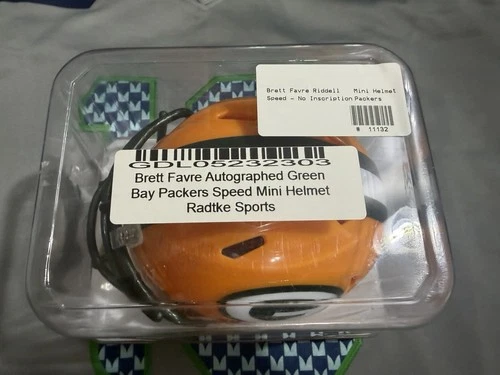 Brett Favre Riddell Mini Helmet
Speed - No Inscription Packers
# 11132
GDL05232303
Brett Favre Autographed Green
Bay Packers Speed Mini Helmet
Radtke Sports